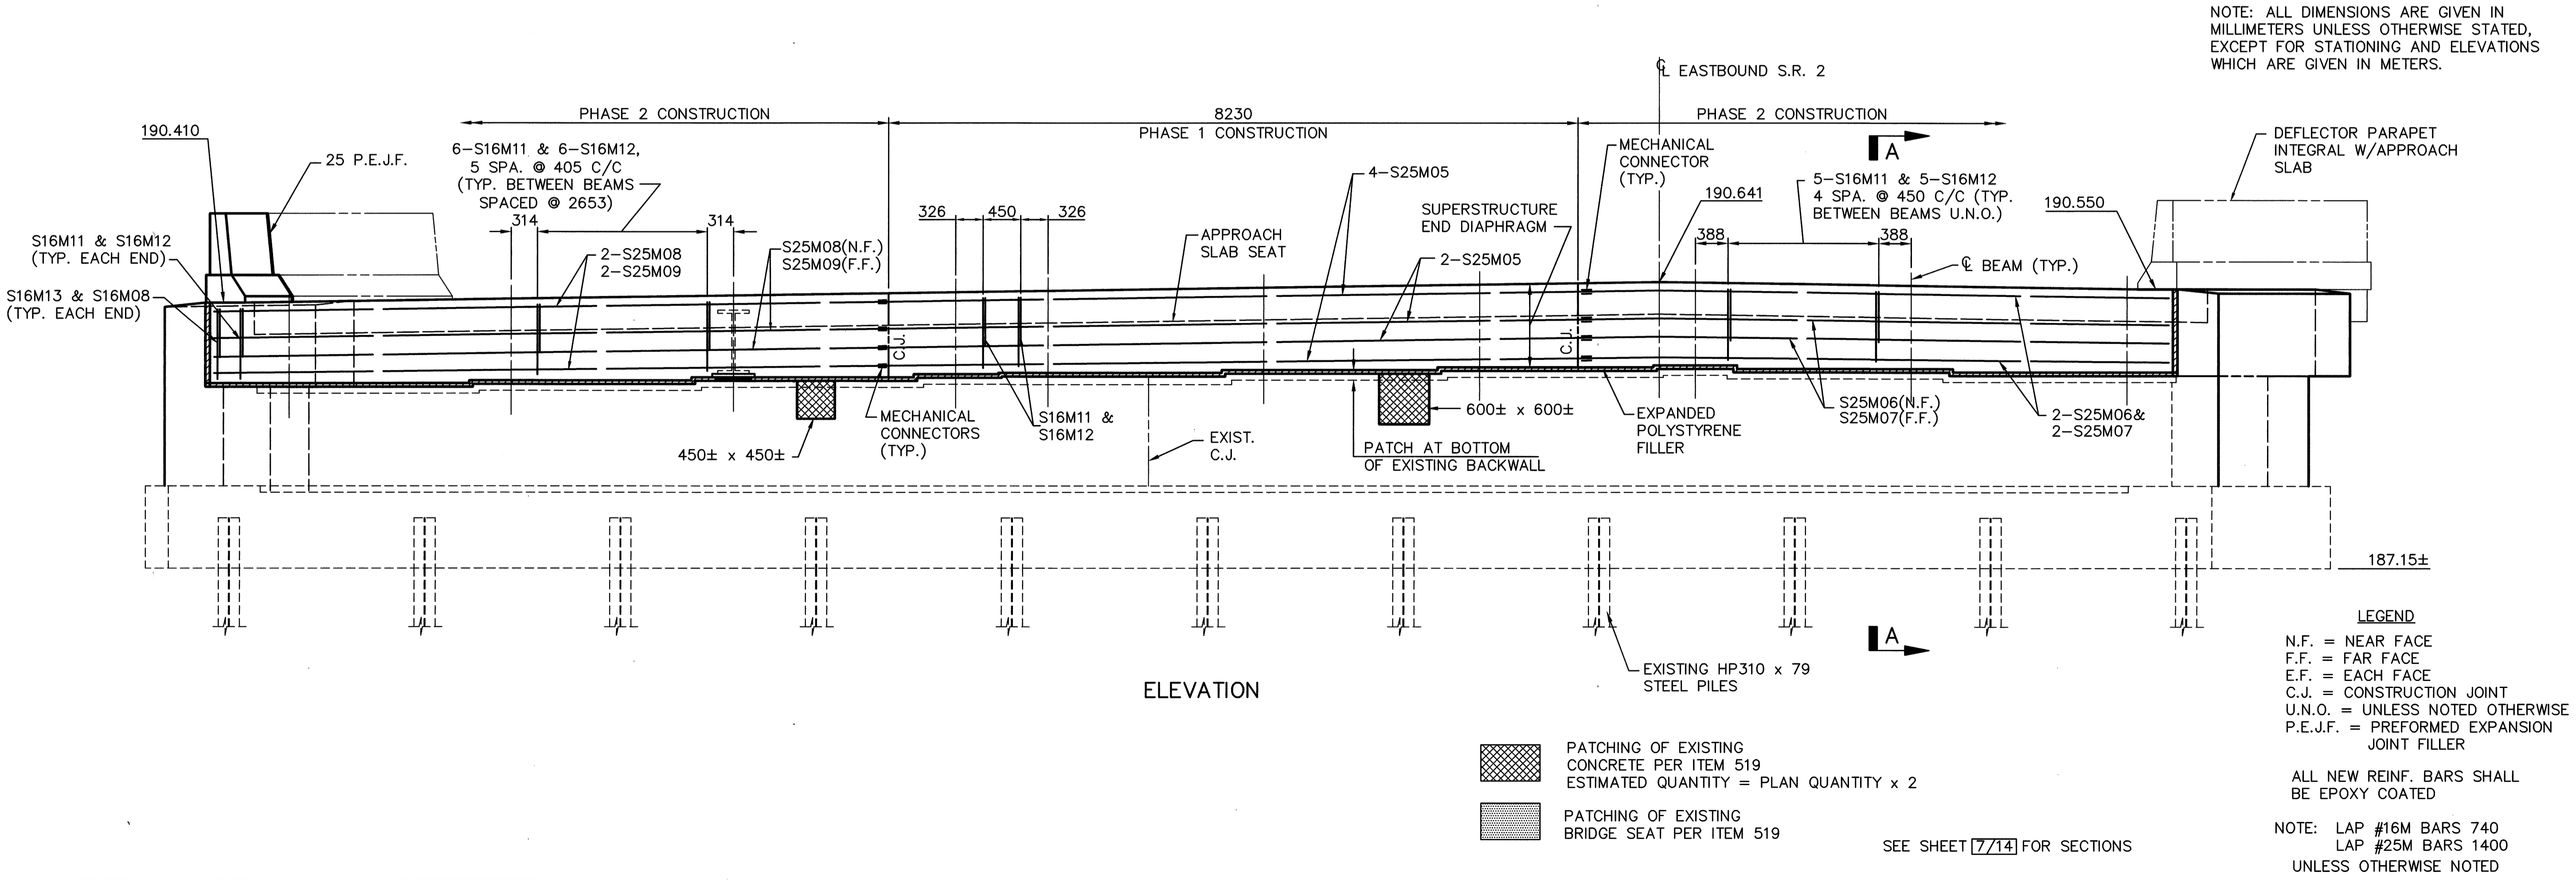 NOTE: ALL DIMENSIONS ARE GIVEN IN
MILLIMETERS UNLESS OTHERWISE STATED,
EXCEPT FOR STATIONING AND ELEVATIONS
WHICH ARE GIVEN IN METERS.
℄ EASTBOUND S.R. 2
PHASE 2 CONSTRUCTION
8230
PHASE 1 CONSTRUCTION
PHASE 2 CONSTRUCTION
190.410
25 P.E.J.F.
6-S16M11 & 6-S16M12,
5 SPA. @ 405 C/C
(TYP. BETWEEN BEAMS
SPACED @ 2653)
314
314
S16M11 & S16M12
(TYP. EACH END)
S16M13 & S16M08
(TYP. EACH END)
2-S25M08
2-S25M09
S25M08(N.F.)
S25M09(F.F.)
326
450
326
APPROACH
SLAB SEAT
4-S25M05
2-S25M05
SUPERSTRUCTURE
END DIAPHRAGM
MECHANICAL
CONNECTOR
(TYP.)
190.641
A
5-S16M11 & 5-S16M12
4 SPA. @ 450 C/C (TYP.
BETWEEN BEAMS U.N.O.)
388
388
℄ BEAM (TYP.)
190.550
DEFLECTOR PARAPET
INTEGRAL W/APPROACH
SLAB
C.J.
C.J.
450± x 450±
MECHANICAL
CONNECTORS
(TYP.)
S16M11 &
S16M12
EXIST.
C.J.
600± x 600±
PATCH AT BOTTOM
OF EXISTING BACKWALL
EXPANDED
POLYSTYRENE
FILLER
S25M06(N.F.)
S25M07(F.F.)
2-S25M06&
2-S25M07
187.15±
A
EXISTING HP310 x 79
STEEL PILES
ELEVATION
LEGEND
N.F. = NEAR FACE
F.F. = FAR FACE
E.F. = EACH FACE
C.J. = CONSTRUCTION JOINT
U.N.O. = UNLESS NOTED OTHERWISE
P.E.J.F. = PREFORMED EXPANSION
JOINT FILLER
ALL NEW REINF. BARS SHALL
BE EPOXY COATED
NOTE: LAP #16M BARS 740
LAP #25M BARS 1400
UNLESS OTHERWISE NOTED
PATCHING OF EXISTING
CONCRETE PER ITEM 519
ESTIMATED QUANTITY = PLAN QUANTITY x 2
PATCHING OF EXISTING
BRIDGE SEAT PER ITEM 519
SEE SHEET 7/14 FOR SECTIONS